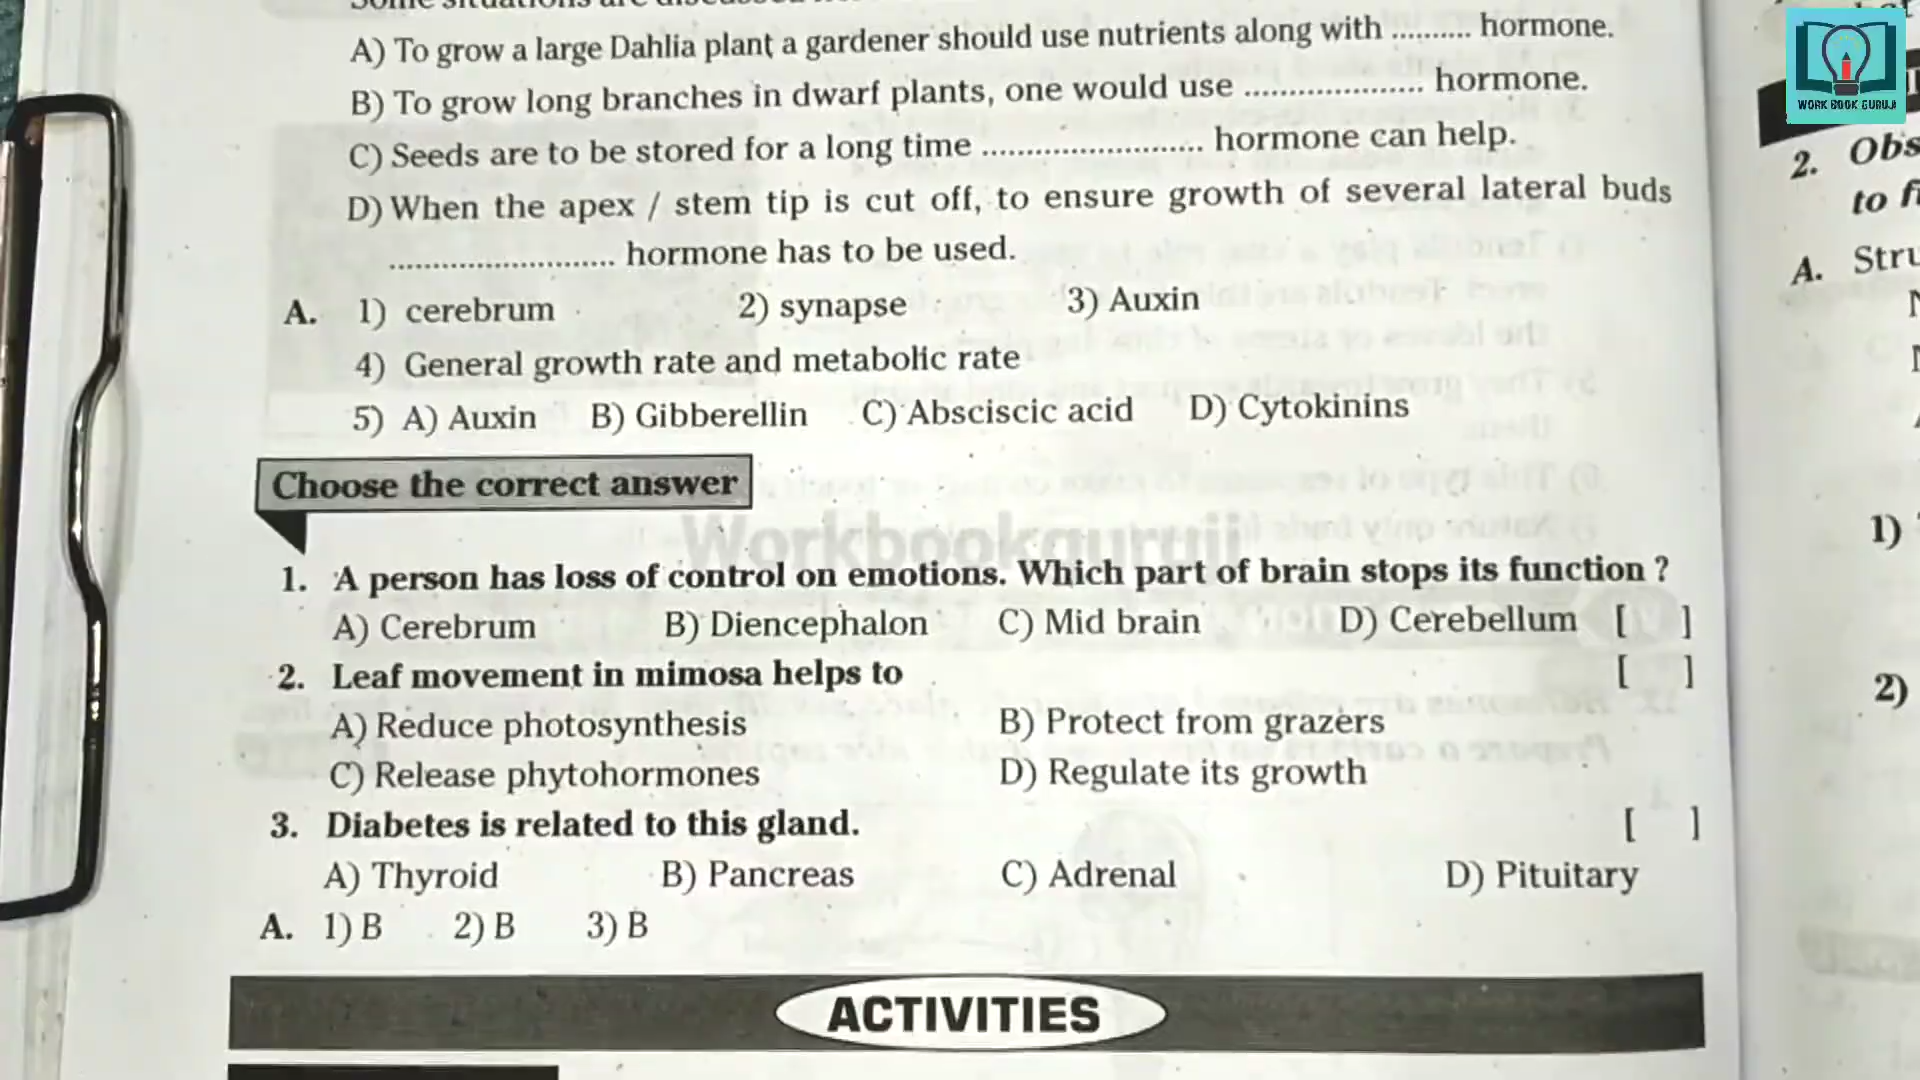 A) To grow a large Dahlia plant a gardener should use nutrients along with .......... hormone.
B) To grow long branches in dwarf plants, one would use .................... hormone.
C) Seeds are to be stored for a long time ......................... hormone can help.
D) When the apex / stem tip is cut off, to ensure growth of several lateral buds
......................... hormone has to be used.
A. 1) cerebrum 2) synapse 3) Auxin
4) General growth rate and metabolic rate
5) A) Auxin B) Gibberellin C) Abscisic acid D) Cytokinins
Choose the correct answer
Workbookguruji
1. A person has loss of control on emotions. Which part of brain stops its function ?
A) Cerebrum B) Diencephalon C) Mid brain D) Cerebellum [ ]
2. Leaf movement in mimosa helps to [ ]
A) Reduce photosynthesis B) Protect from grazers
C) Release phytohormones D) Regulate its growth
3. Diabetes is related to this gland. [ ]
A) Thyroid B) Pancreas C) Adrenal D) Pituitary
A. 1) B 2) B 3) B
ACTIVITIES
WORK BOOK GURUJI
2. Obs
to fi
A. Stru
1)
2)